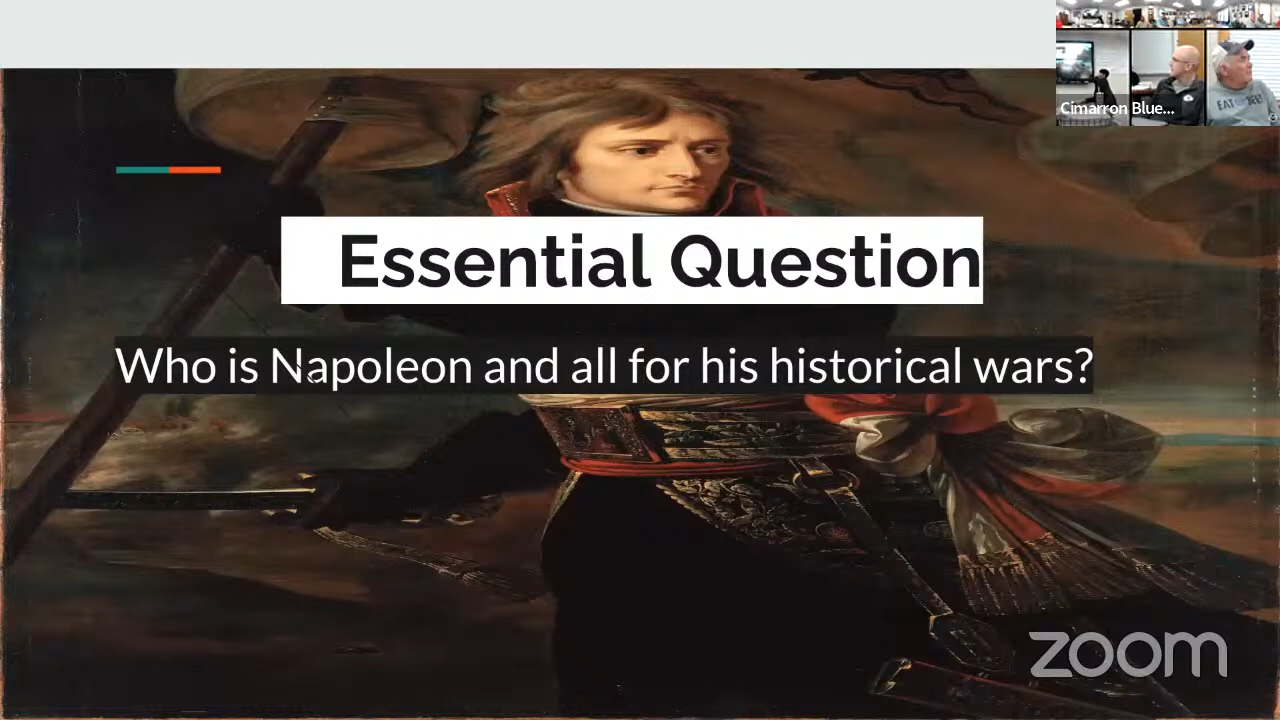 Cimarron Blue...
Essential Question
Who is Napoleon and all for his historical wars?
zoom